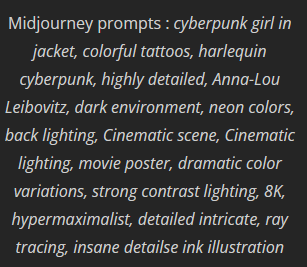 Midjourney prompts : cyberpunk girl in
jacket, colorful tattoos, harlequin
cyberpunk, highly detailed, Anna-Lou
Leibovitz, dark environment, neon colors,
back lighting, Cinematic scene, Cinematic
lighting, movie poster, dramatic color
variations, strong contrast lighting, 8K,
hypermaximalist, detailed intricate, ray
tracing, insane detailse ink illustration